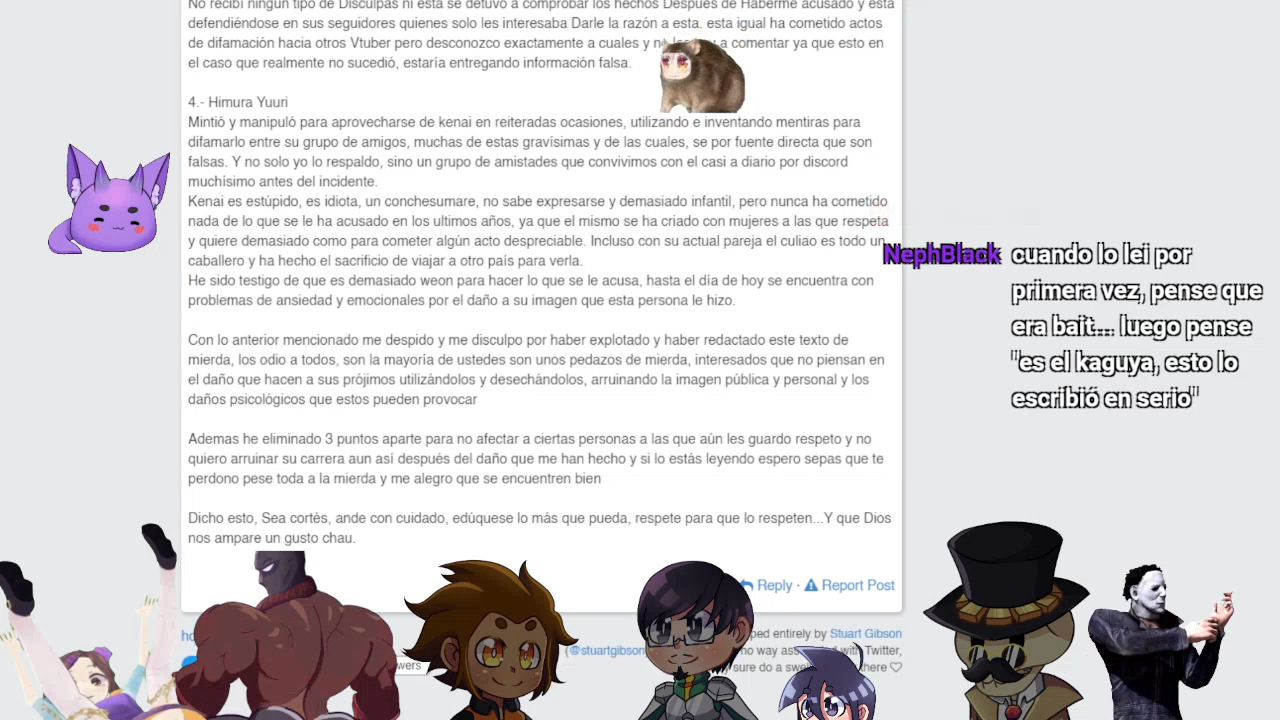 No recibí ningún tipo de Disculpas ni esta se detuvo a comprobar los hechos Después de Haberme acusado y esta
defendiéndose en sus seguidores quienes solo les interesaba Darle la razón a esta. esta igual ha cometido actos
de difamación hacia otros Vtuber pero desconozco exactamente a cuales y a comentar ya que esto en
el caso que realmente no sucedió, estaría entregando información falsa.
4.- Himura Yuuri
Mintió y manipuló para aprovecharse de kenai en reiteradas ocasiones, utilizando e inventando mentiras para
difamarlo entre su grupo de amigos, muchas de estas gravísimas y de las cuales, se por fuente directa que son
falsas. Y no solo yo lo respaldo, sino un grupo de amistades que convivimos con el casi a diario por discord
muchísimo antes del incidente.
Kenai es estúpido, es idiota, un conchesumare, no sabe expresarse y demasiado infantil, pero nunca ha cometido
nada de lo que se le ha acusado en los ultimos años, ya que el mismo se ha criado con mujeres a las que respeta
y quiere demasiado como para cometer algún acto despreciable. Incluso con su actual pareja el culiao es todo un
caballero y ha hecho el sacrificio de viajar a otro país para verla.
He sido testigo de que es demasiado weon para hacer lo que se le acusa, hasta el día de hoy se encuentra con
problemas de ansiedad y emocionales por el daño a su imagen que esta persona le hizo.
NephBlack cuando lo lei por
primera vez, pense que
era bait... luego pense
"es el kaguya, esto lo
escribió en serio"
Con lo anterior mencionado me despido y me disculpo por haber explotado y haber redactado este texto de
mierda, los odio a todos, son la mayoría de ustedes son unos pedazos de mierda, interesados que no piensan en
el daño que hacen a sus prójimos utilizándolos y desechándolos, arruinando la imagen pública y personal y los
daños psicológicos que estos pueden provocar
Ademas he eliminado 3 puntos aparte para no afectar a ciertas personas a las que aún les guardo respeto y no
quiero arruinar su carrera aun así después del daño que me han hecho y si lo estás leyendo espero sepas que te
perdono pese toda a la mierda y me alegro que se encuentren bien
Dicho esto, Sea cortés, ande con cuidado, edúquese lo más que pueda, respete para que lo respeten...Y que Dios
nos ampare un gusto chau.
Reply · Report Post
entirely by Stuart Gibson
(@stuartgibson Twitter,
sure do a there ♡